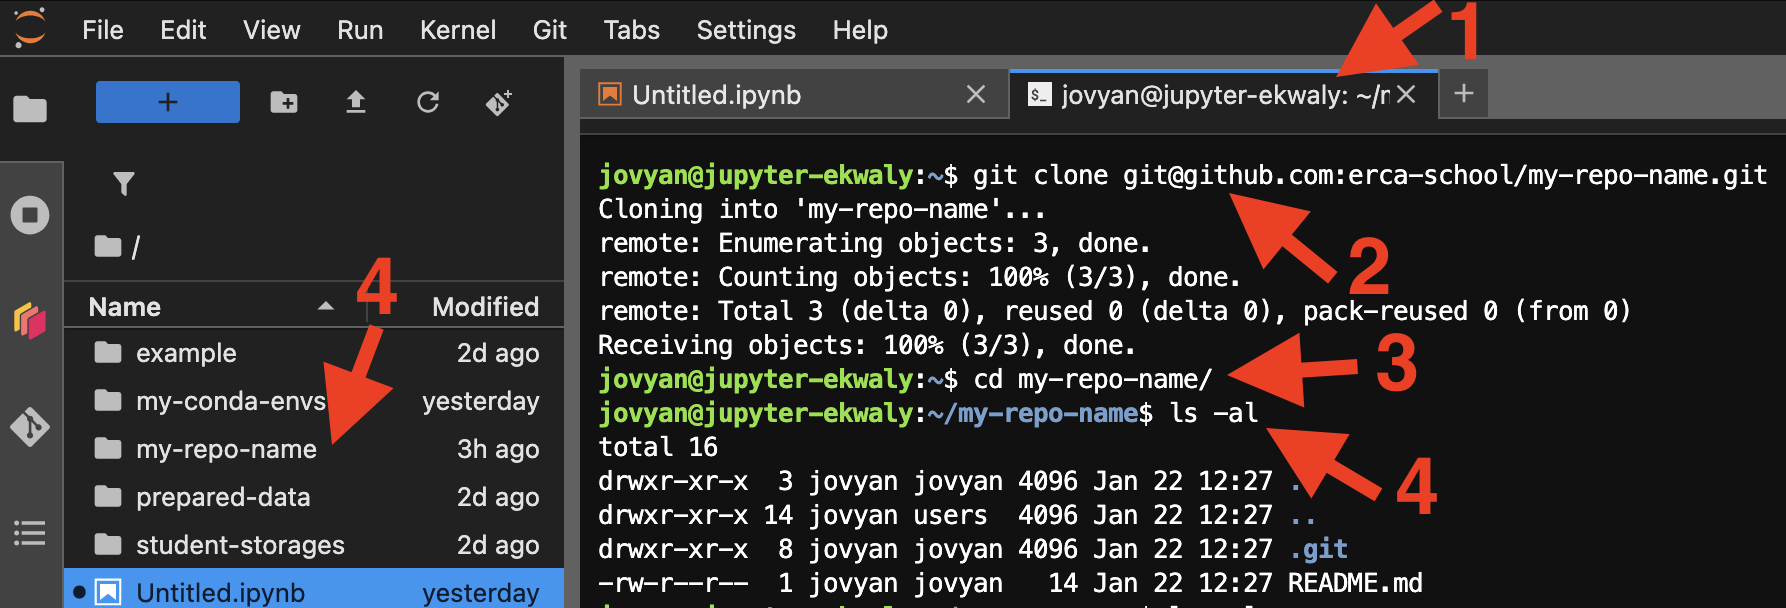 File Edit View Run Kernel Git Tabs Settings Help
1
Untitled.ipynb
$_ jovyan@jupyter-ekwaly: ~/m
/
4
Name Modified
example 2d ago
my-conda-envs yesterday
my-repo-name 3h ago
prepared-data 2d ago
student-storages 2d ago
Untitled.ipynb yesterday
jovyan@jupyter-ekwaly:~$ git clone git@github.com:erca-school/my-repo-name.git
Cloning into 'my-repo-name'...
2
remote: Enumerating objects: 3, done.
remote: Counting objects: 100% (3/3), done.
remote: Total 3 (delta 0), reused 0 (delta 0), pack-reused 0 (from 0)
Receiving objects: 100% (3/3), done.
3
jovyan@jupyter-ekwaly:~$ cd my-repo-name/
jovyan@jupyter-ekwaly:~/my-repo-name$ ls -al
total 16
4
drwxr-xr-x  3 jovyan jovyan 4096 Jan 22 12:27 .
drwxr-xr-x 14 jovyan users  4096 Jan 22 12:27 ..
drwxr-xr-x  8 jovyan jovyan 4096 Jan 22 12:27 .git
-rw-r--r--  1 jovyan jovyan   14 Jan 22 12:27 README.md